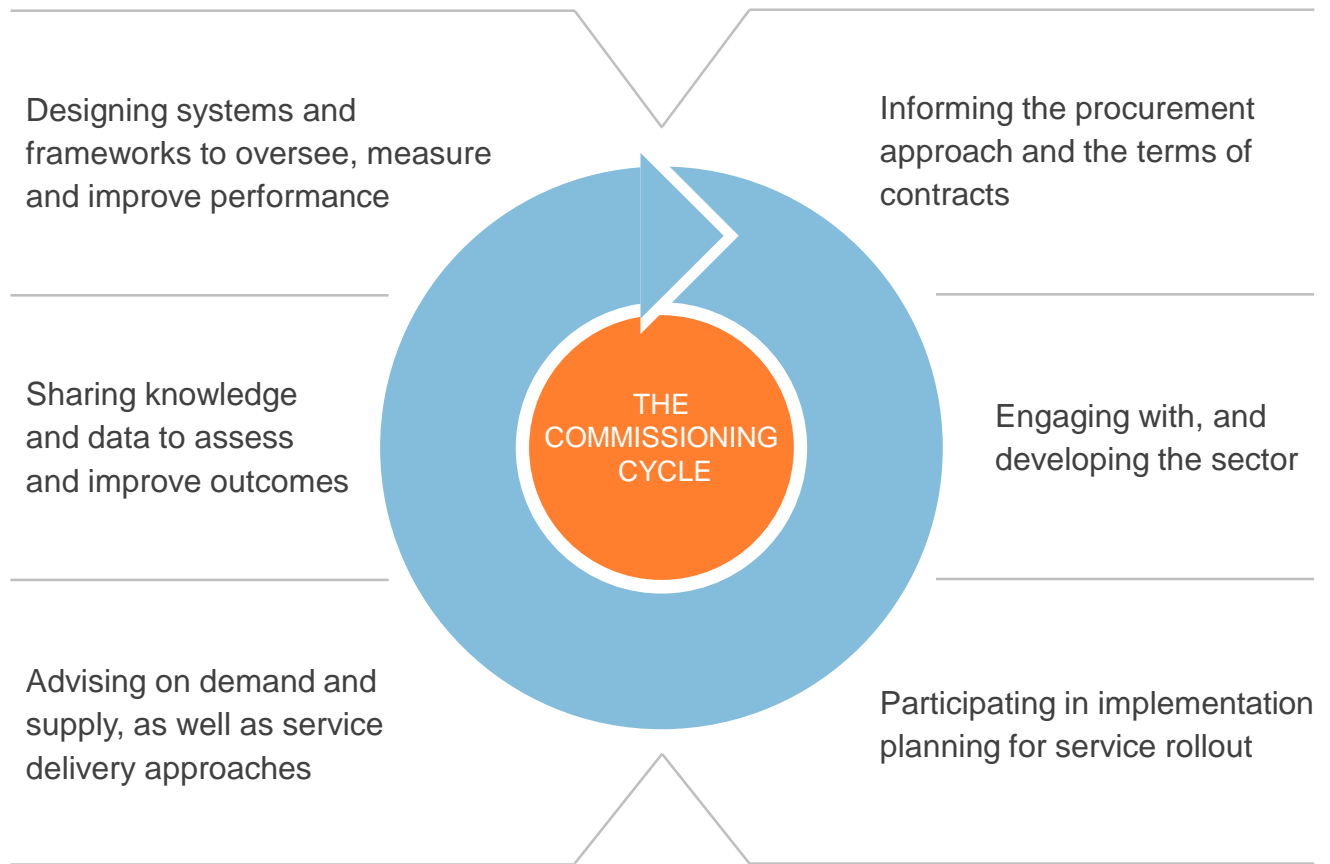 Designing systems and
frameworks to oversee, measure
and improve performance
Informing the procurement
approach and the terms of
contracts
Sharing knowledge
and data to assess
and improve outcomes
THE
COMMISSIONING
CYCLE
Engaging with, and
developing the sector
Advising on demand and
supply, as well as service
delivery approaches
Participating in implementation
planning for service rollout